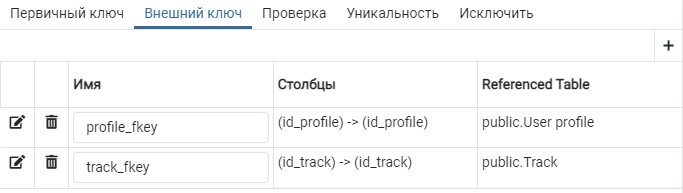 Первичный ключ Внешний ключ Проверка Уникальность Исключить
+
Имя Столбцы Referenced Table
profile_fkey (id_profile) -> (id_profile) public.User profile
track_fkey (id_track) -> (id_track) public.Track